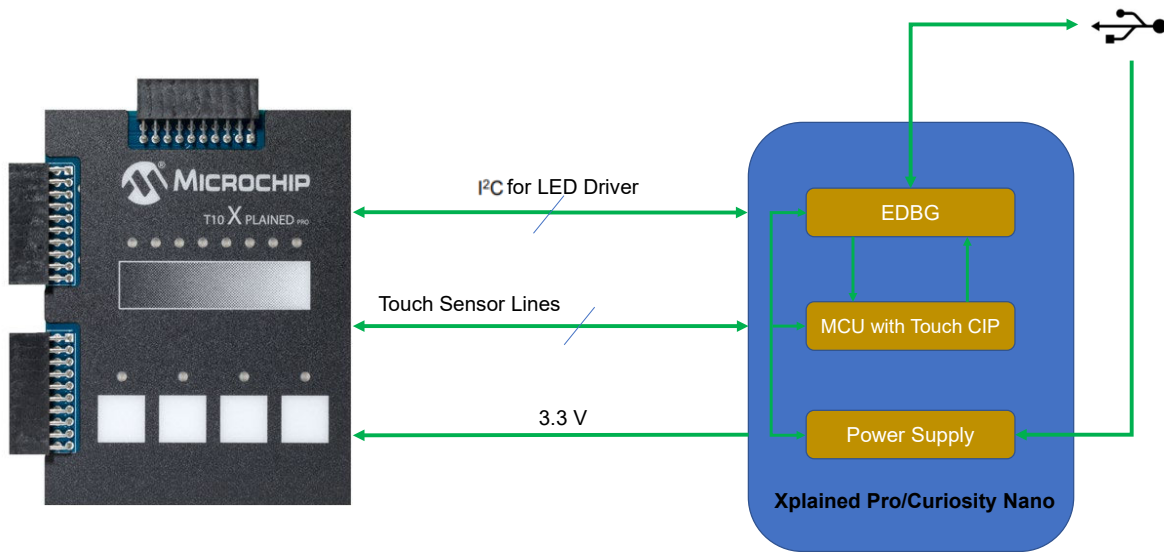 MICROCHIP
T10 X PLAINED PRO
I²C for LED Driver
Touch Sensor Lines
3.3 V
EDBG
MCU with Touch CIP
Power Supply
Xplained Pro/Curiosity Nano